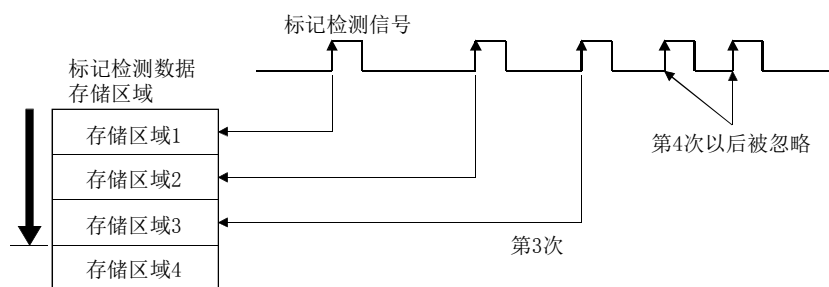 标记检测信号
标记检测数据
存储区域
存储区域1
存储区域2
存储区域3
存储区域4
第4次以后被忽略
第3次